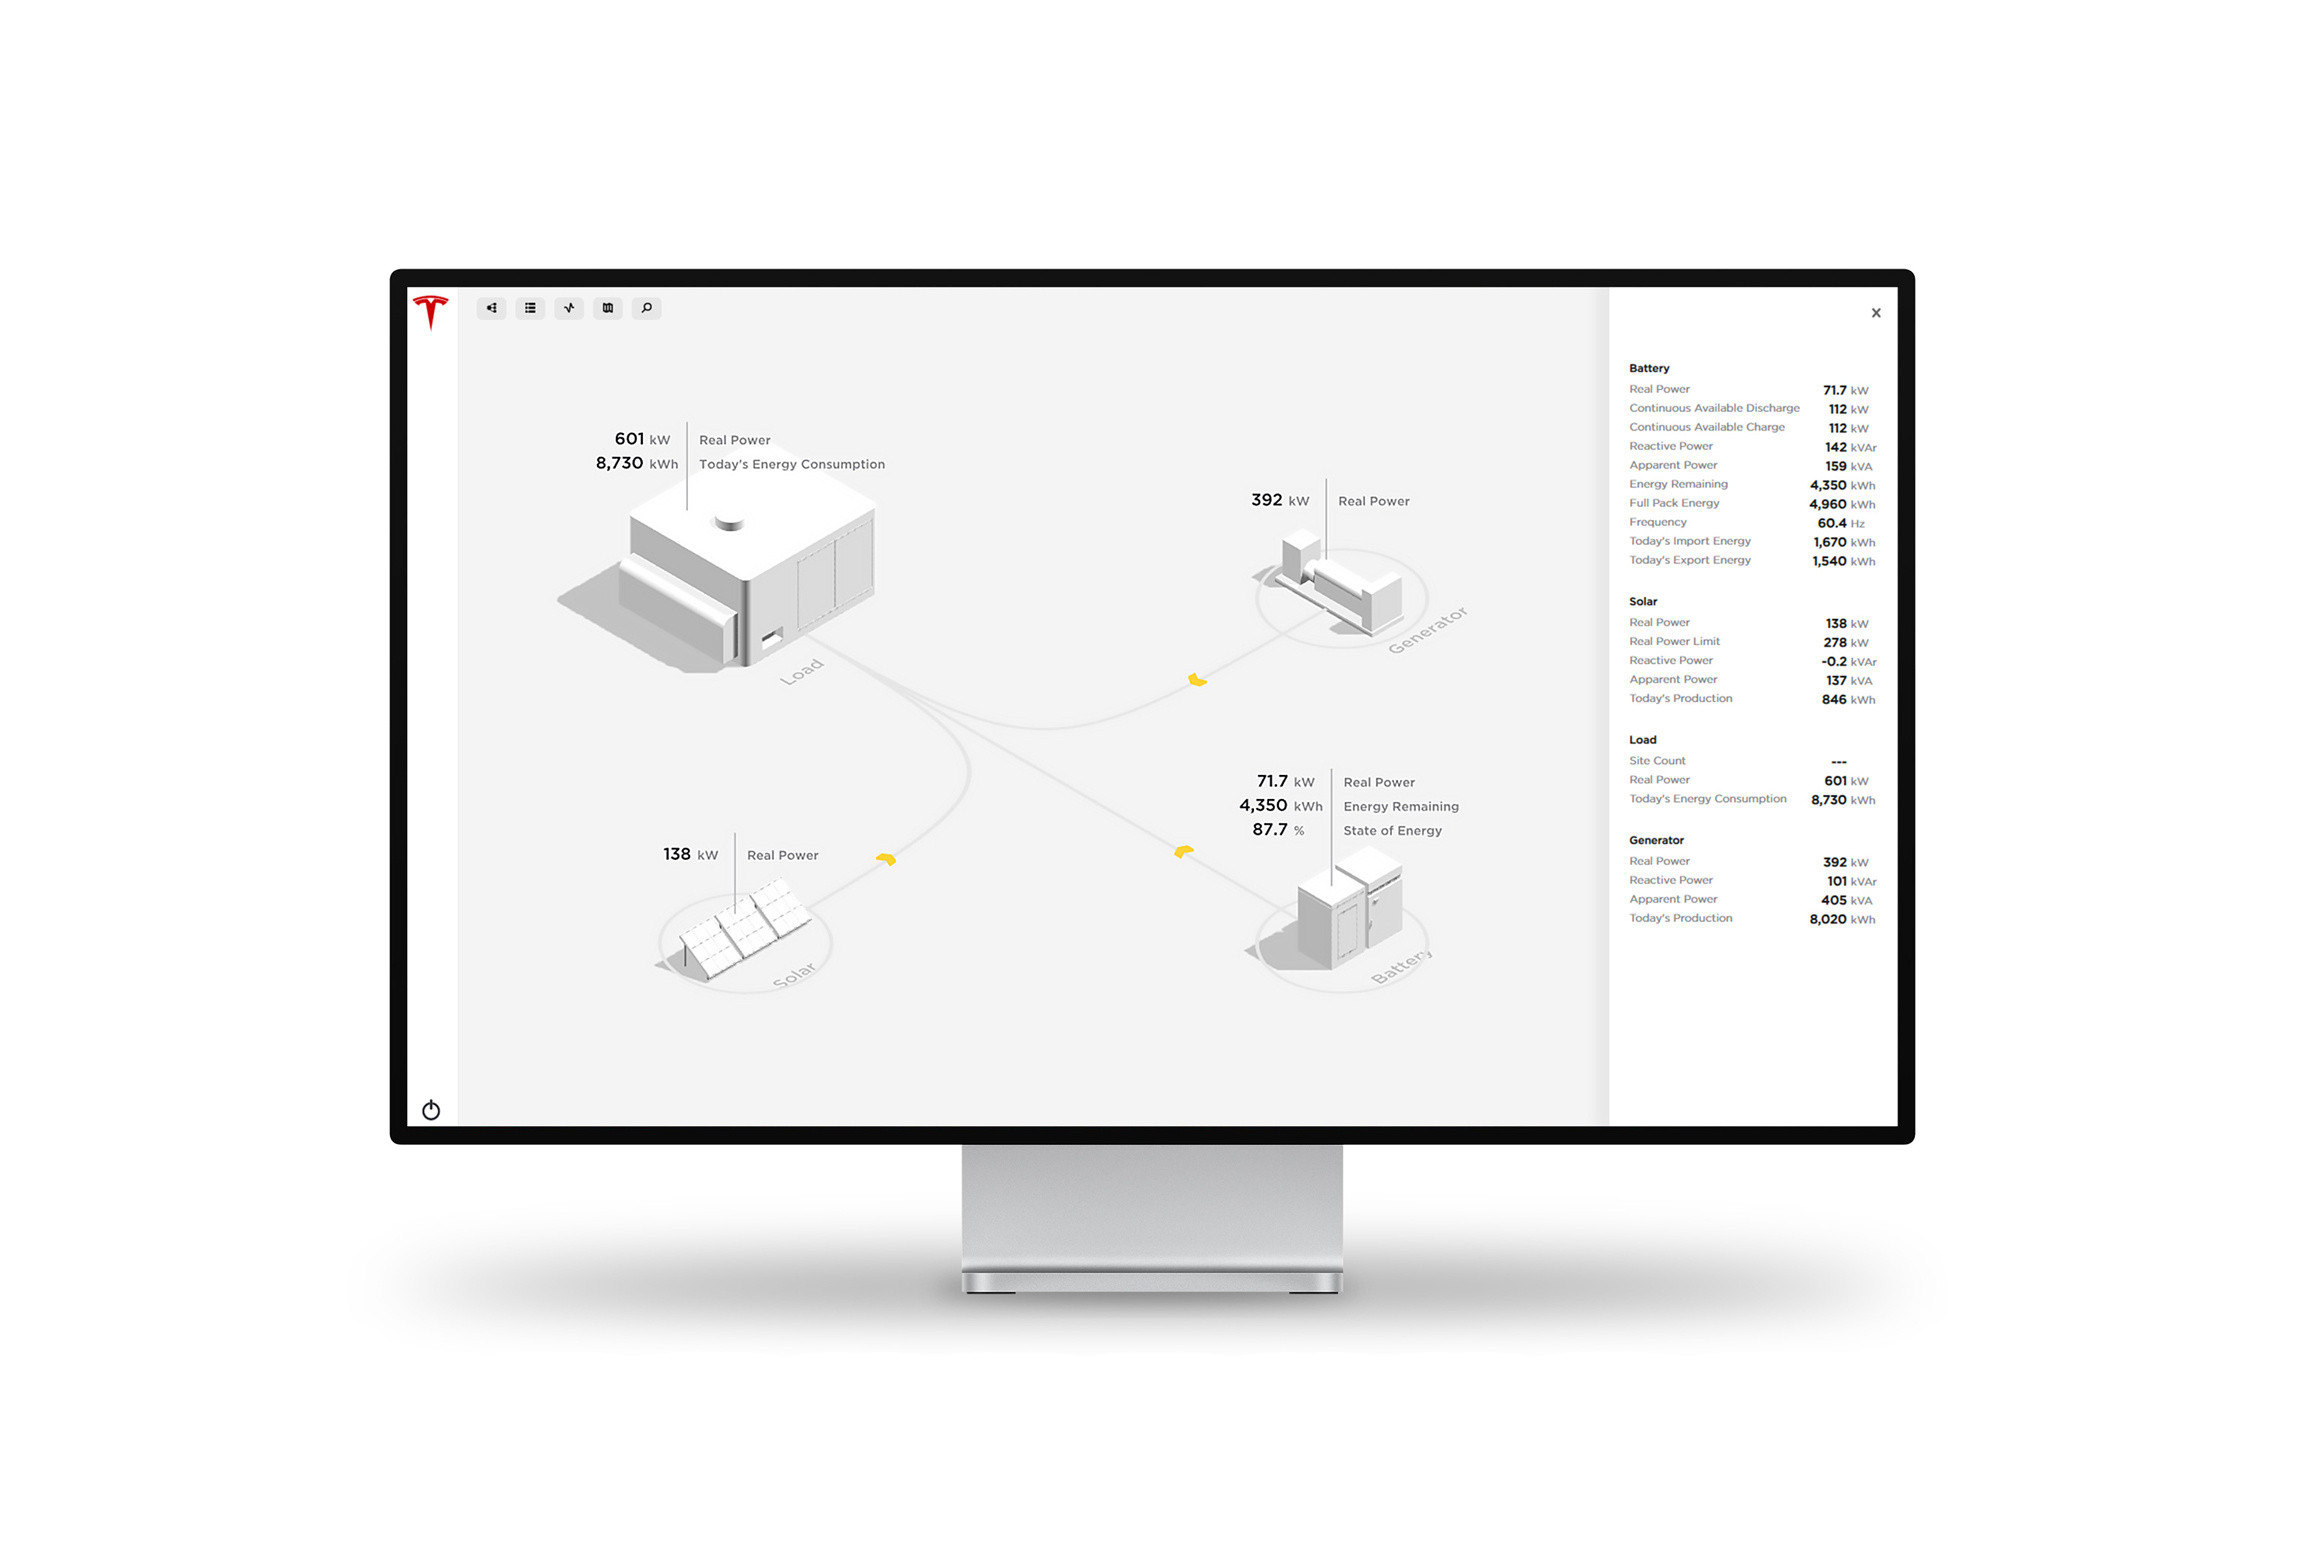 601 kW Real Power
8,730 kWh Today's Energy Consumption
Load
392 kW Real Power
Generator
138 kW Real Power
Solar
71.7 kW Real Power
4,350 kWh Energy Remaining
87.7 % State of Energy
Battery
x
Battery
Real Power 71.7 kW
Continuous Available Discharge 112 kW
Continuous Available Charge 112 kW
Reactive Power 142 kVAr
Apparent Power 159 kVA
Energy Remaining 4,350 kWh
Full Pack Energy 4,960 kWh
Frequency 60.4 Hz
Today's Import Energy 1,670 kWh
Today's Export Energy 1,540 kWh
Solar
Real Power 138 kW
Real Power Limit 278 kW
Reactive Power -0.2 kVAr
Apparent Power 137 kVA
Today's Production 846 kWh
Load
Site Count ---
Real Power 601 kW
Today's Energy Consumption 8,730 kWh
Generator
Real Power 392 kW
Reactive Power 101 kVAr
Apparent Power 405 kVA
Today's Production 8,020 kWh